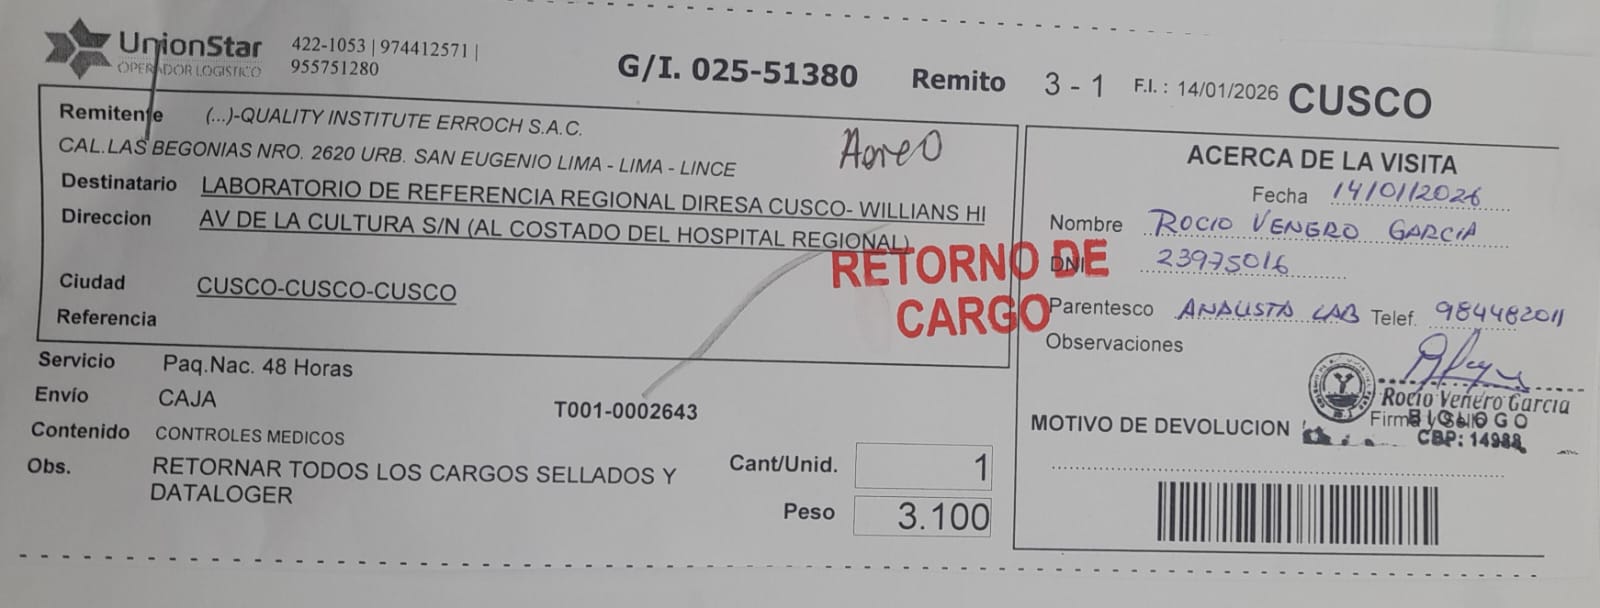 UnionStar
OPERADOR LOGISTICO
422-1053 | 974412571 |
955751280
G/I. 025-51380
Remito 3 - 1
F.I. : 14/01/2026
CUSCO
Remitente (...)-QUALITY INSTITUTE ERROCH S.A.C.
CAL.LAS BEGONIAS NRO. 2620 URB. SAN EUGENIO LIMA - LIMA - LINCE
Aereo
Destinatario LABORATORIO DE REFERENCIA REGIONAL DIRESA CUSCO- WILLIANS HI
Direccion AV DE LA CULTURA S/N (AL COSTADO DEL HOSPITAL REGIONAL)
RETORNO DE
CARGO
Ciudad CUSCO-CUSCO-CUSCO
Referencia
Servicio Paq.Nac. 48 Horas
Envío CAJA
T001-0002643
Contenido CONTROLES MEDICOS
Obs. RETORNAR TODOS LOS CARGOS SELLADOS Y
DATALOGER
Cant/Unid. 1
Peso 3.100
ACERCA DE LA VISITA
Fecha 14/01/2026
Nombre ROCIO VENERO GARCIA
DNI 23975016
Parentesco ANALISTA LAB Telef. 984482011
Observaciones
Rocio Venero Garcia
Firma y Sello
BIOLOGO
CBP: 14988
MOTIVO DE DEVOLUCION